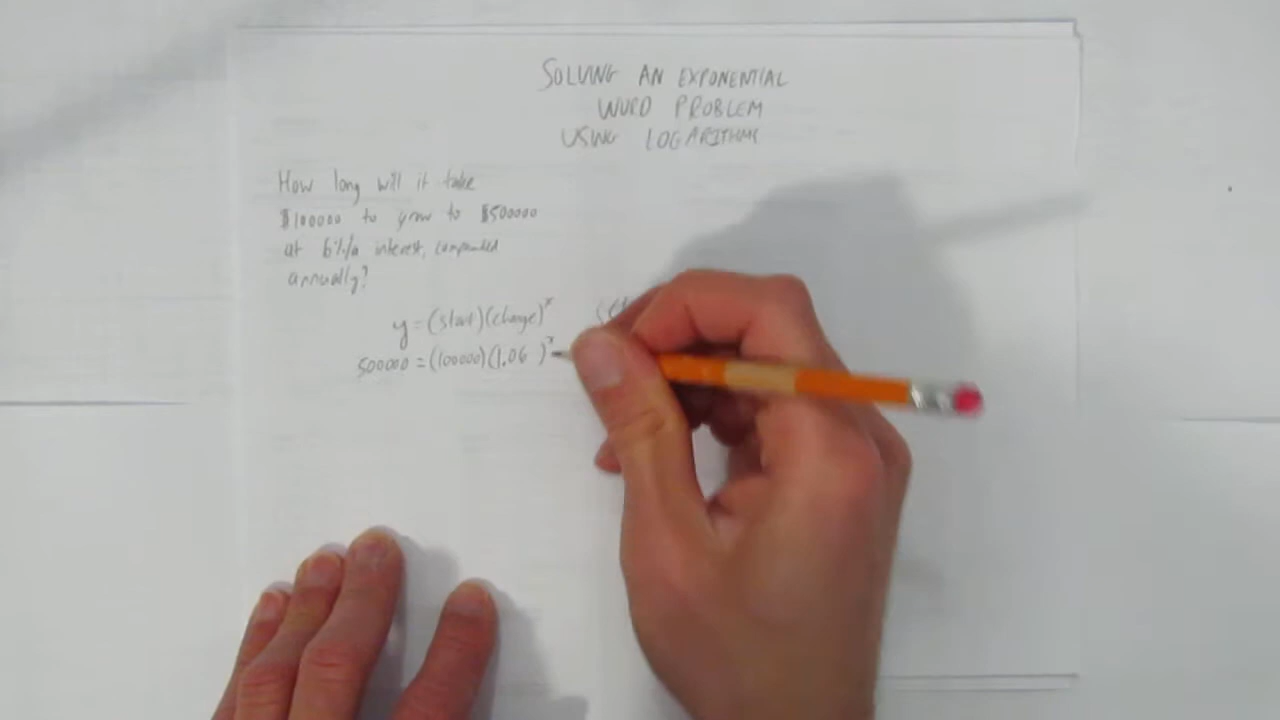 SOLVING AN EXPONENTIAL
WORD PROBLEM
USING LOGARITHMS
How long will it take
$100000 to grow to $500000
at 6%/a interest, compounded
annually?
y = (start)(change)^x
500000 = (100000)(1.06 )^x